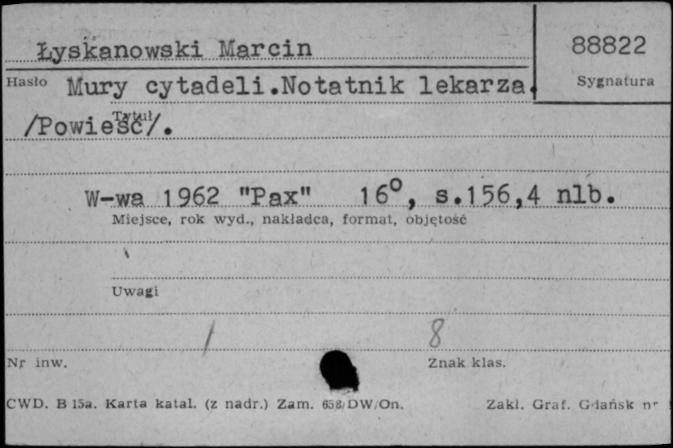 Łyskanowski Marcin
88822
Hasło
Sygnatura
Mury cytadeli.Notatnik lekarza.
Tytuł
/Powieść/.
W-wa 1962 "Pax" 16°, s.156,4 nlb.
Miejsce, rok wyd., nakładca, format, objętość
Uwagi
1 8
Nr inw. Znak klas.
CWD. B 15a. Karta katal. (z nadr.) Zam. 658/DW/On. Zakł. Graf. Gdańsk nr